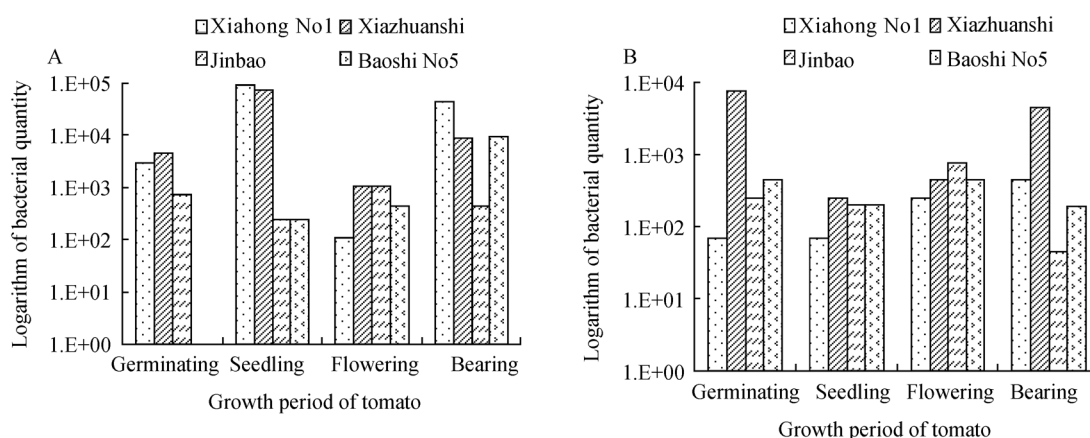 Xiahong No1 Xiazhuanshi
Jinbao Baoshi No5
A
Logarithm of bacterial quantity
1.E+05
1.E+04
1.E+03
1.E+02
1.E+01
1.E+00
Germinating Seedling Flowering Bearing
Growth period of tomato
Xiahong No1 Xiazhuanshi
Jinbao Baoshi No5
B
Logarithm of bacterial quantity
1.E+04
1.E+03
1.E+02
1.E+01
1.E+00
Germinating Seedling Flowering Bearing
Growth period of tomato